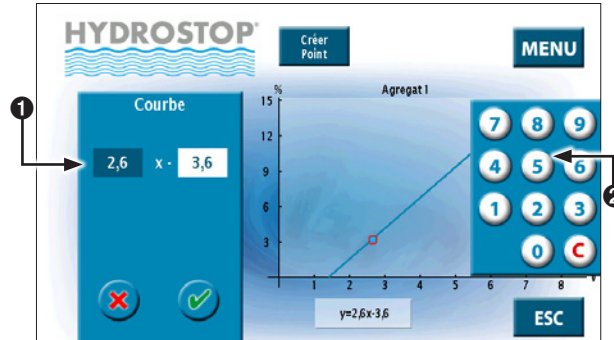 HYDROSTOP®
Créer
Point
MENU
❶
Courbe
2,6 x - 3,6
%
Agregat I
15
12
9
6
3
1 2 3 4 5 6 7 8 V
y=2,6x-3,6
7 8 9
4 5 6
1 2 3
0 C
❷
ESC